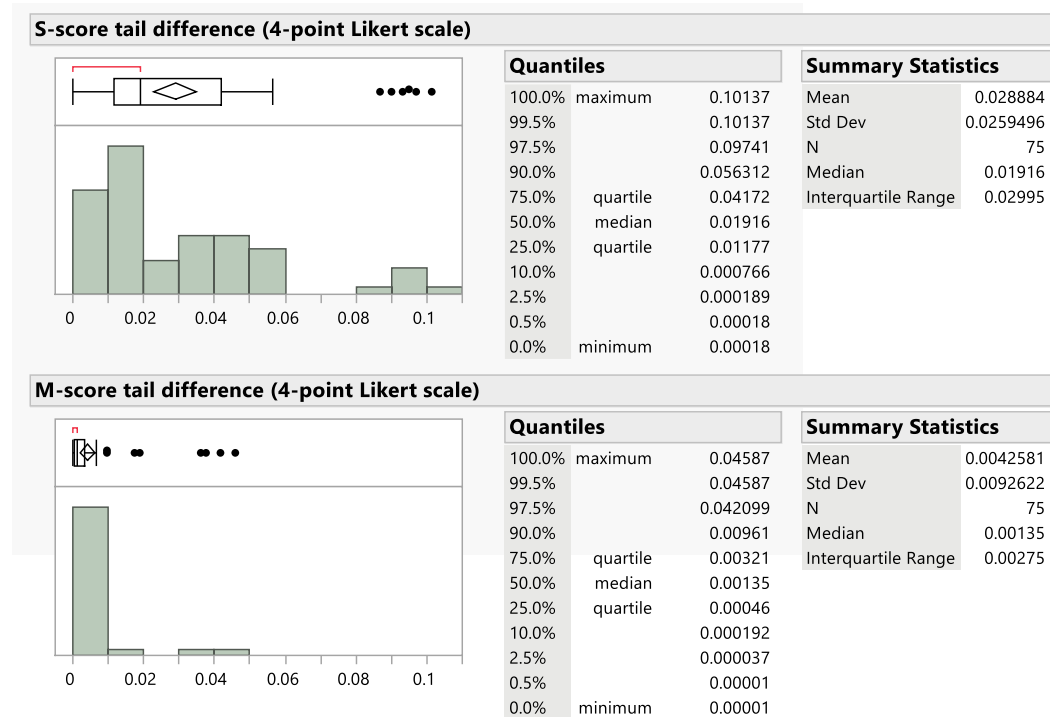 S-score tail difference (4-point Likert scale)
Quantiles
100.0% maximum 0.10137
99.5% 0.10137
97.5% 0.09741
90.0% 0.056312
75.0% quartile 0.04172
50.0% median 0.01916
25.0% quartile 0.01177
10.0% 0.000766
2.5% 0.000189
0.5% 0.00018
0.0% minimum 0.00018
Summary Statistics
Mean 0.028884
Std Dev 0.0259496
N 75
Median 0.01916
Interquartile Range 0.02995
0 0.02 0.04 0.06 0.08 0.1
M-score tail difference (4-point Likert scale)
Quantiles
100.0% maximum 0.04587
99.5% 0.04587
97.5% 0.042099
90.0% 0.00961
75.0% quartile 0.00321
50.0% median 0.00135
25.0% quartile 0.00046
10.0% 0.000192
2.5% 0.000037
0.5% 0.00001
0.0% minimum 0.00001
Summary Statistics
Mean 0.0042581
Std Dev 0.0092622
N 75
Median 0.00135
Interquartile Range 0.00275
0 0.02 0.04 0.06 0.08 0.1